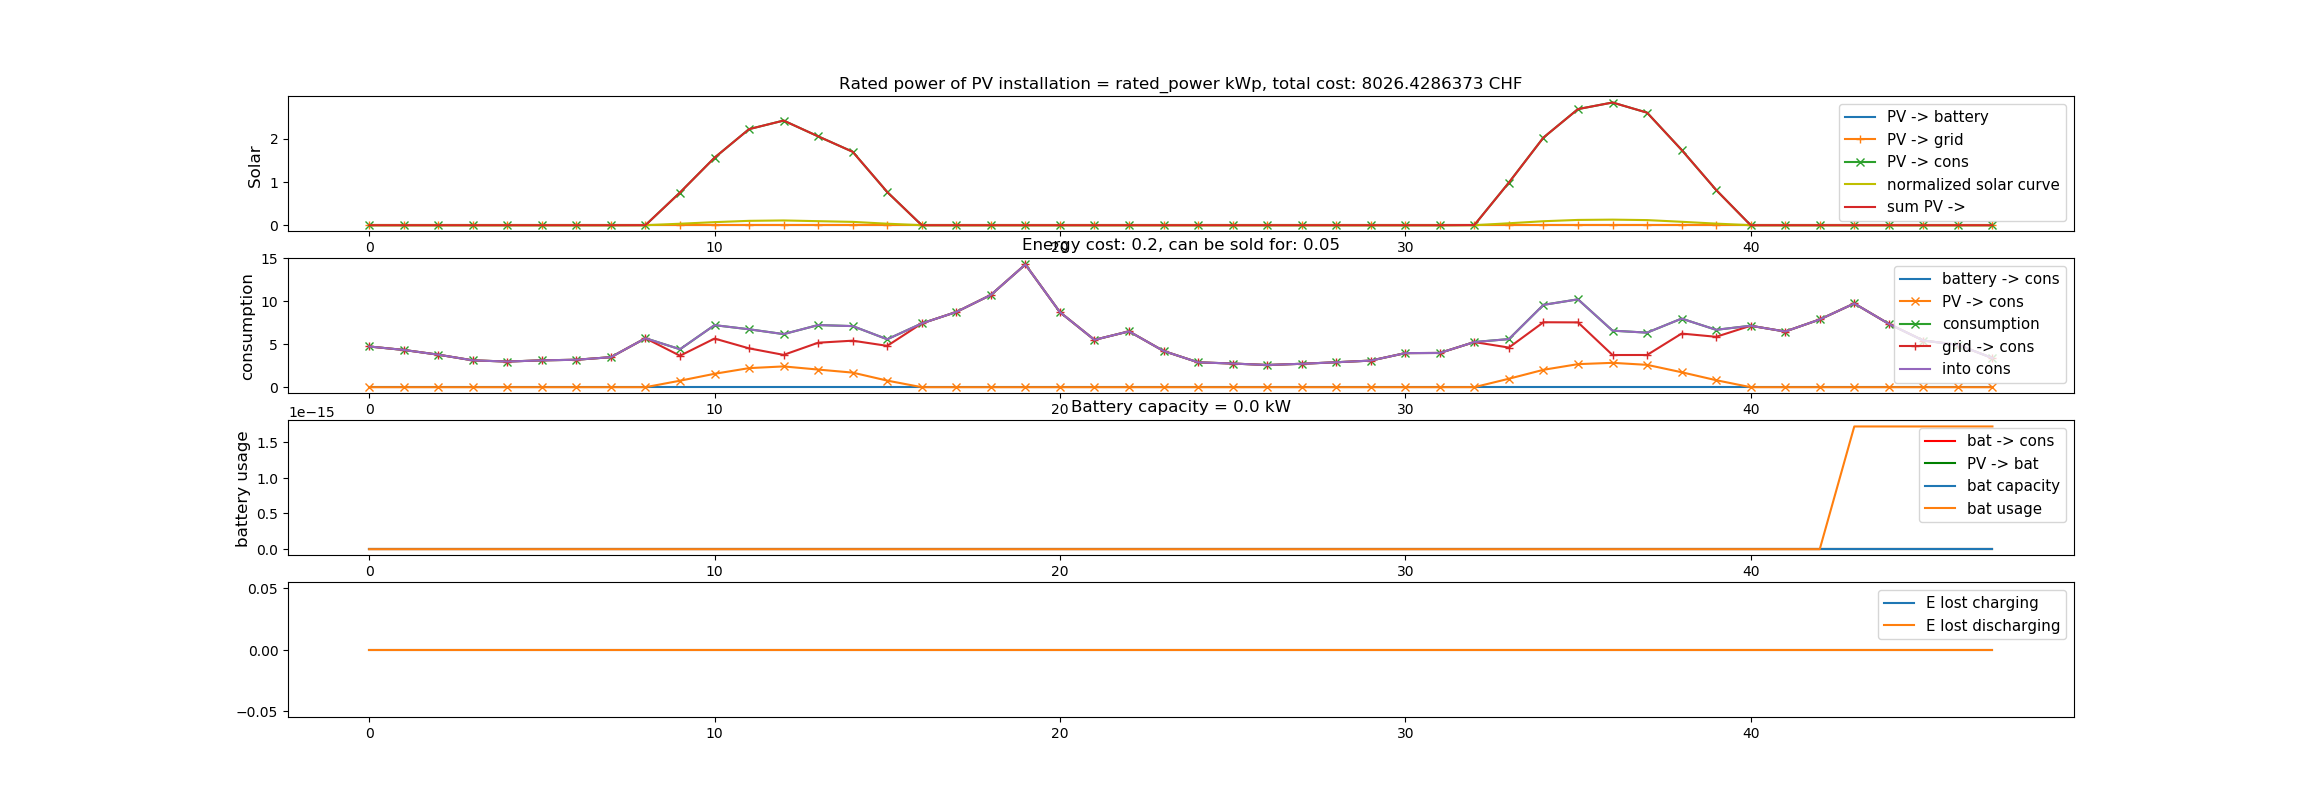 Rated power of PV installation = rated_power kWp, total cost: 8026.4286373 CHF
Solar
2
1
0
PV -> battery
PV -> grid
PV -> cons
normalized solar curve
sum PV ->
0 10 20 30 40
Energy cost: 0.2, can be sold for: 0.05
consumption
15
10
5
0
battery -> cons
PV -> cons
consumption
grid -> cons
into cons
0 10 20 30 40
1e−15
Battery capacity = 0.0 kW
battery usage
1.5
1.0
0.5
0.0
bat -> cons
PV -> bat
bat capacity
bat usage
0 10 20 30 40
0.05
0.00
−0.05
E lost charging
E lost discharging
0 10 20 30 40